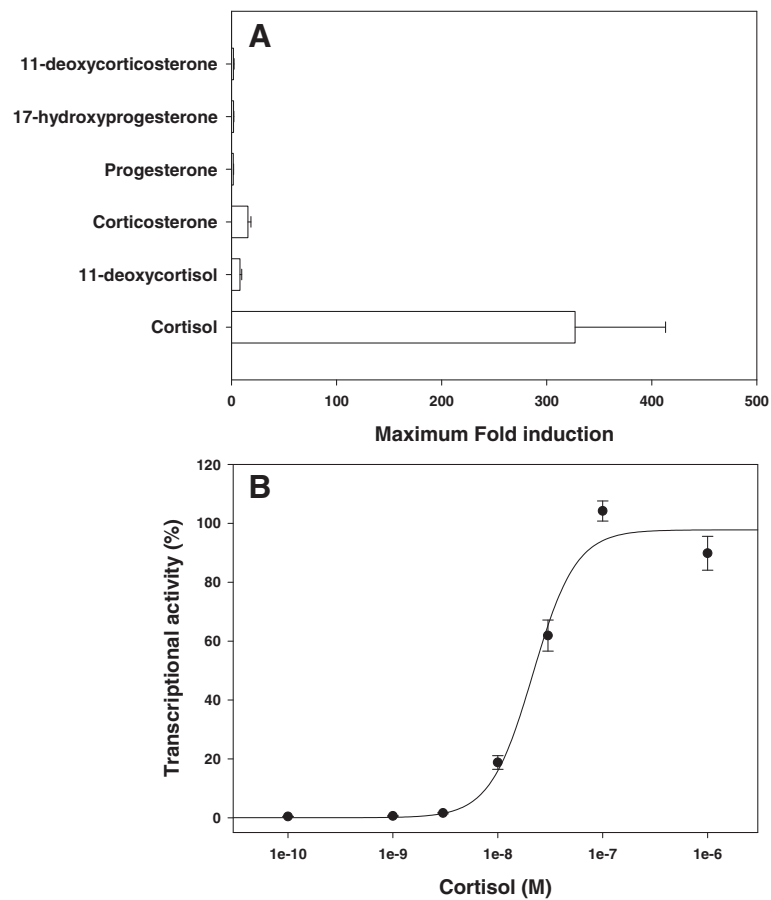 A
11-deoxycorticosterone
17-hydroxyprogesterone
Progesterone
Corticosterone
11-deoxycortisol
Cortisol
0 100 200 300 400 500
Maximum Fold induction
B
120
100
80
60
40
20
0
Transcriptional activity (%)
1e-10 1e-9 1e-8 1e-7 1e-6
Cortisol (M)